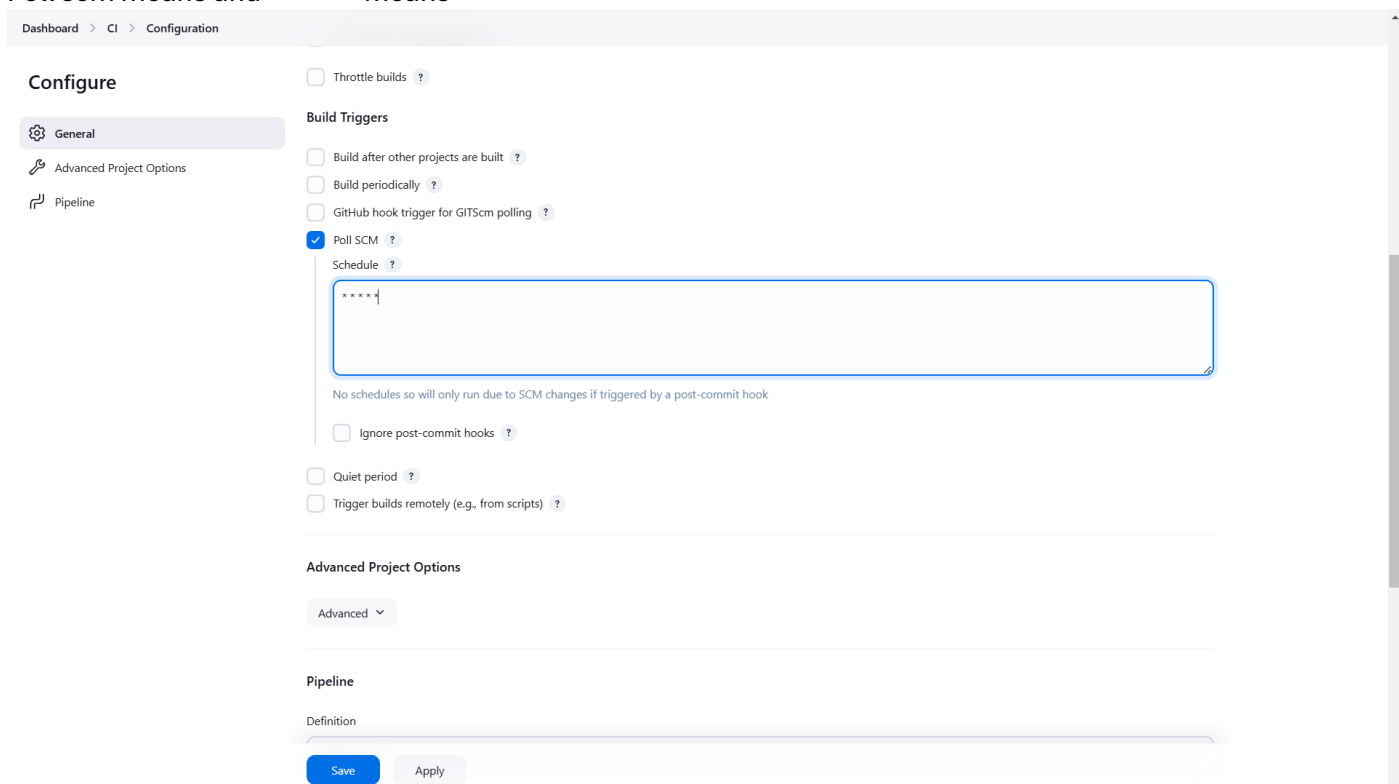 Dashboard > CI > Configuration
Configure
General
Advanced Project Options
Pipeline
Throttle builds ?
Build Triggers
Build after other projects are built ?
Build periodically ?
GitHub hook trigger for GITScm polling ?
Poll SCM ?
Schedule ?
* * * * *
No schedules so will only run due to SCM changes if triggered by a post-commit hook
Ignore post-commit hooks ?
Quiet period ?
Trigger builds remotely (e.g., from scripts) ?
Advanced Project Options
Advanced
Pipeline
Definition
Save
Apply